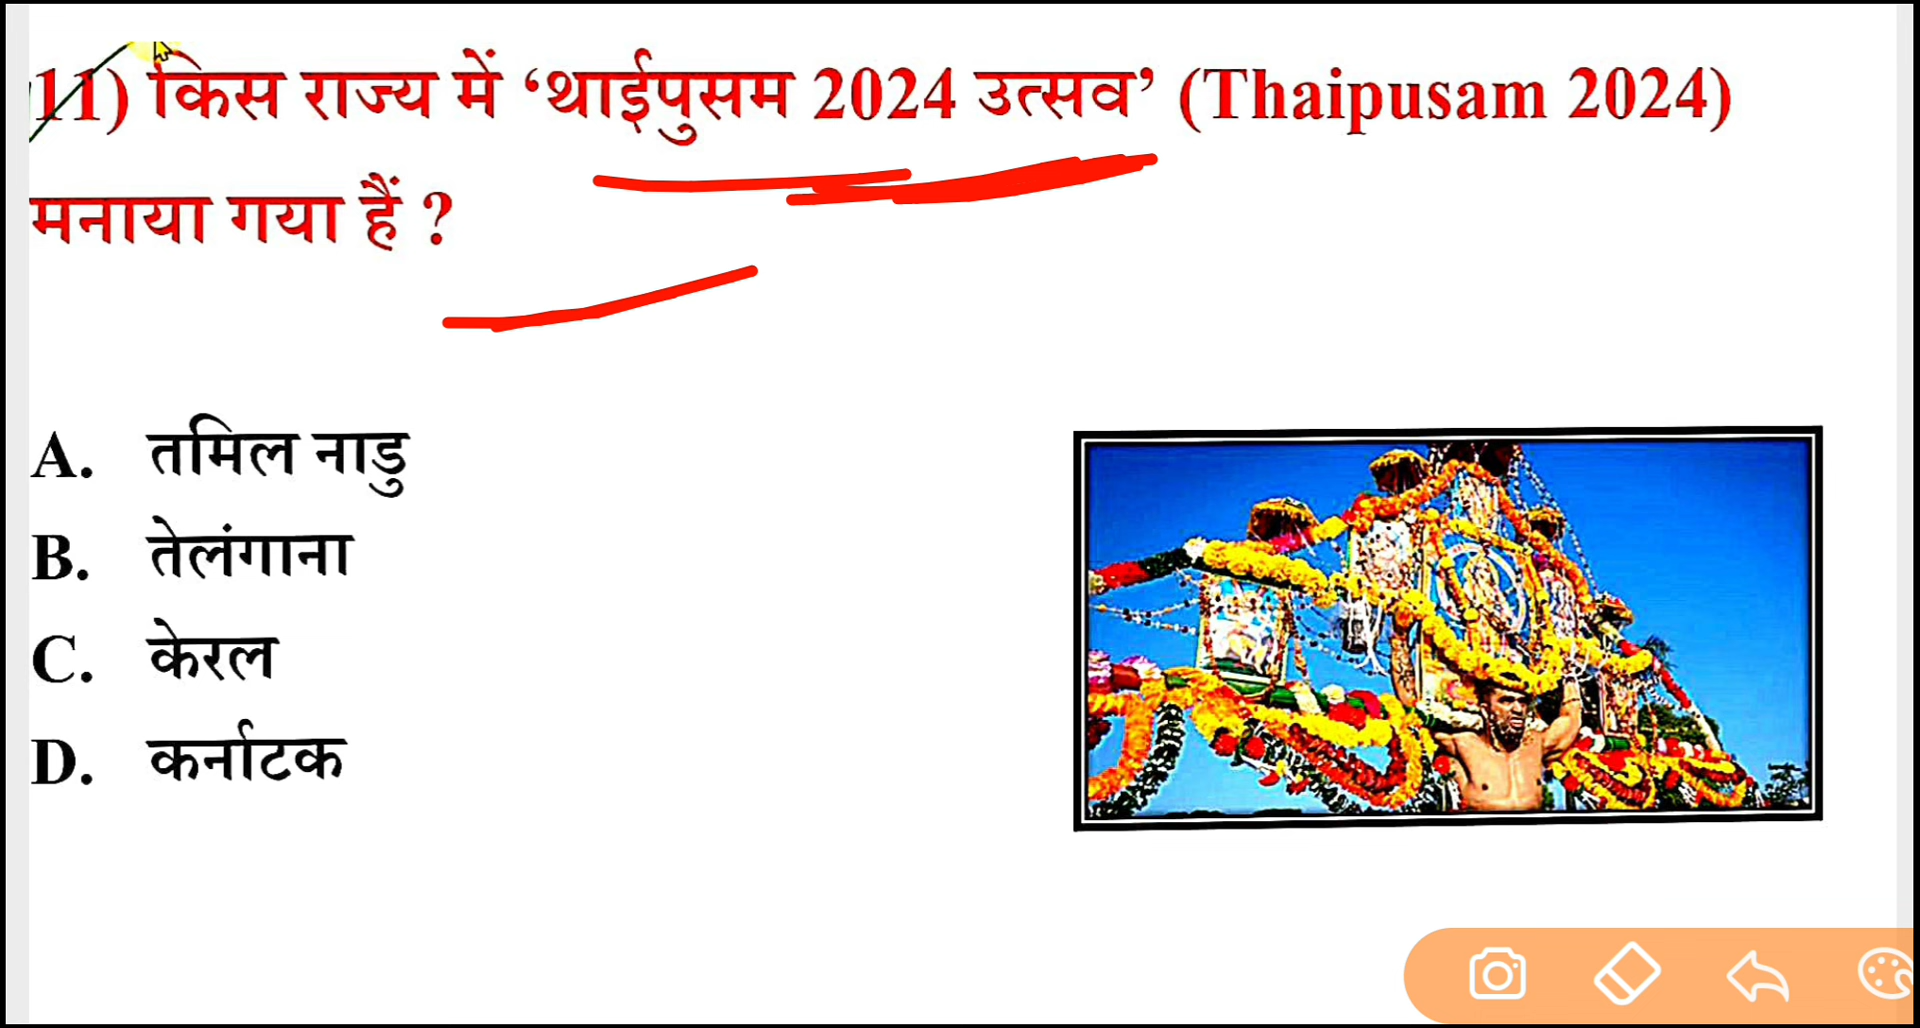 11) किस राज्य में ‘थाईपुसम 2024 उत्सव’ (Thaipusam 2024)
मनाया गया हैं ?
A. तमिल नाडु
B. तेलंगाना
C. केरल
D. कर्नाटक